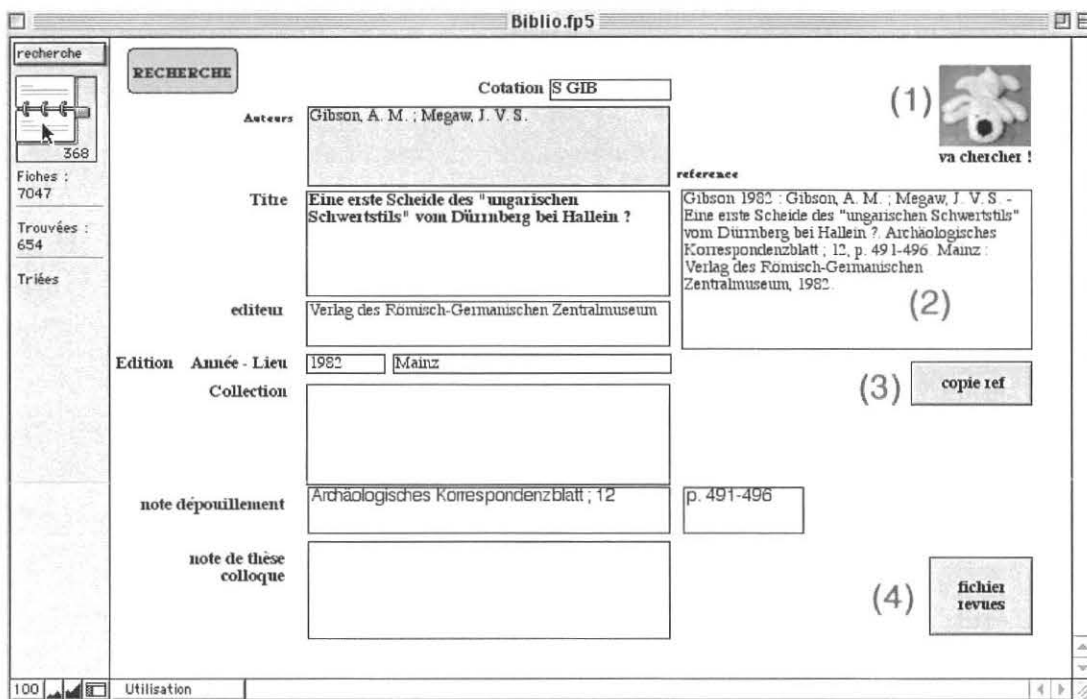 Biblio.fp5
recherche
368
Fiches :
7047
Trouvées :
654
Triées
RECHERCHE
Cotation S GIB
(1)
va chercher !
Auteurs Gibson, A. M. ; Megaw, J. V. S.
Titre Eine erste Scheide des "ungarischen
Schwertstils" vom Dürrnberg bei Hallein ?
reference
Gibson 1982 : Gibson, A. M. ; Megaw, J. V. S. -
Eine erste Scheide des "ungarischen Schwertstils"
vom Dürrnberg bei Hallein ?. Archäologisches
Korrespondenzblatt ; 12, p. 491-496. Mainz :
Verlag des Römisch-Germanischen
Zentralmuseum, 1982.
(2)
editeur Verlag des Römisch-Germanischen Zentralmuseum
Edition Année - Lieu 1982 Mainz
(3) copie ref
Collection
note dépouillement Archäologisches Korrespondenzblatt ; 12 p. 491-496
note de thèse
colloque
(4) fichier
revues
100 Utilisation